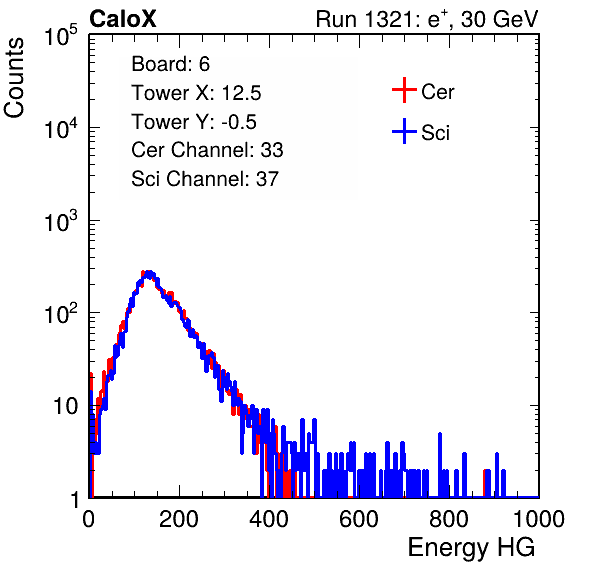 CaloX Run 1321: e⁺, 30 GeV
Counts
10⁵
10⁴
10³
10²
10
1
Board: 6
Tower X: 12.5
Tower Y: -0.5
Cer Channel: 33
Sci Channel: 37
Cer
Sci
0 200 400 600 800 1000
Energy HG